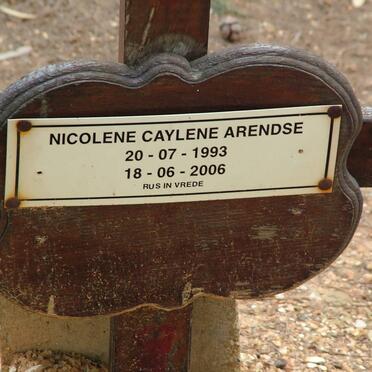 NICOLENE CAYLENE ARENDSE
20 - 07 - 1993
18 - 06 - 2006
RUS IN VREDE